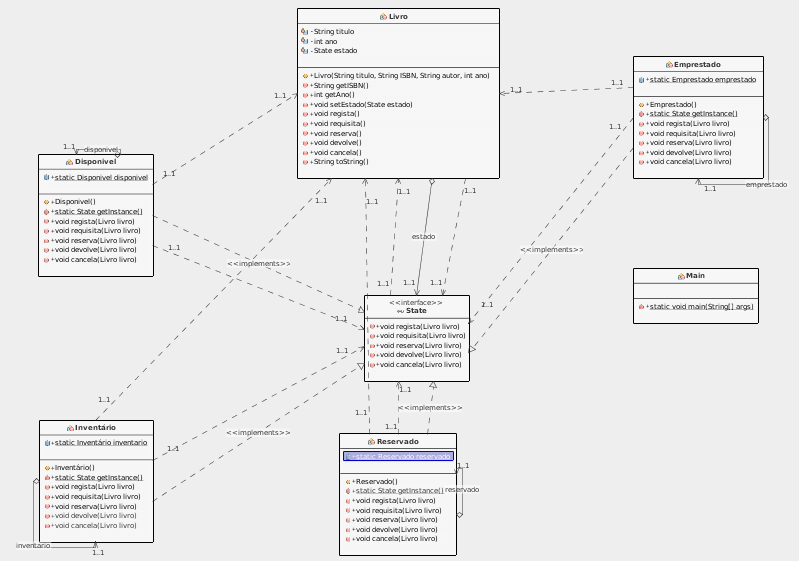 Livro
- String titulo
- int ano
- State estado
+Livro(String titulo, String ISBN, String autor, int ano)
+String getISBN()
+int getAno()
+void setEstado(State estado)
+void regista()
+void requisita()
+void reserva()
+void devolve()
+void cancela()
+String toString()
Emprestado
+static Emprestado emprestado
+Emprestado()
+static State getInstance()
+void regista(Livro livro)
+void requisita(Livro livro)
+void reserva(Livro livro)
+void devolve(Livro livro)
+void cancela(Livro livro)
1..1
1..1
1..1
1..1
emprestado
1..1
disponivel
Disponivel
+static Disponivel disponivel
+Disponivel()
+static State getInstance()
+void regista(Livro livro)
+void requisita(Livro livro)
+void reserva(Livro livro)
+void devolve(Livro livro)
+void cancela(Livro livro)
1..1
1..1
1..1
1..1
1..1
1..1
1..1
estado
<<implements>>
<<implements>>
1..1
1..1
1..1
1..1
Main
+static void main(String[] args)
<<interface>>
State
+void regista(Livro livro)
+void requisita(Livro livro)
+void reserva(Livro livro)
+void devolve(Livro livro)
+void cancela(Livro livro)
1..1
1..1
1..1
1..1
1..1
<<implements>>
1..1
1..1
<<implements>>
1..1
Inventário
+static Inventário inventario
+Inventário()
+static State getInstance()
+void regista(Livro livro)
+void requisita(Livro livro)
+void reserva(Livro livro)
+void devolve(Livro livro)
+void cancela(Livro livro)
inventario
1..1
Reservado
+static Reservado reservado
+Reservado()
+static State getInstance()
+void regista(Livro livro)
+void requisita(Livro livro)
+void reserva(Livro livro)
+void devolve(Livro livro)
+void cancela(Livro livro)
1..1
reservado